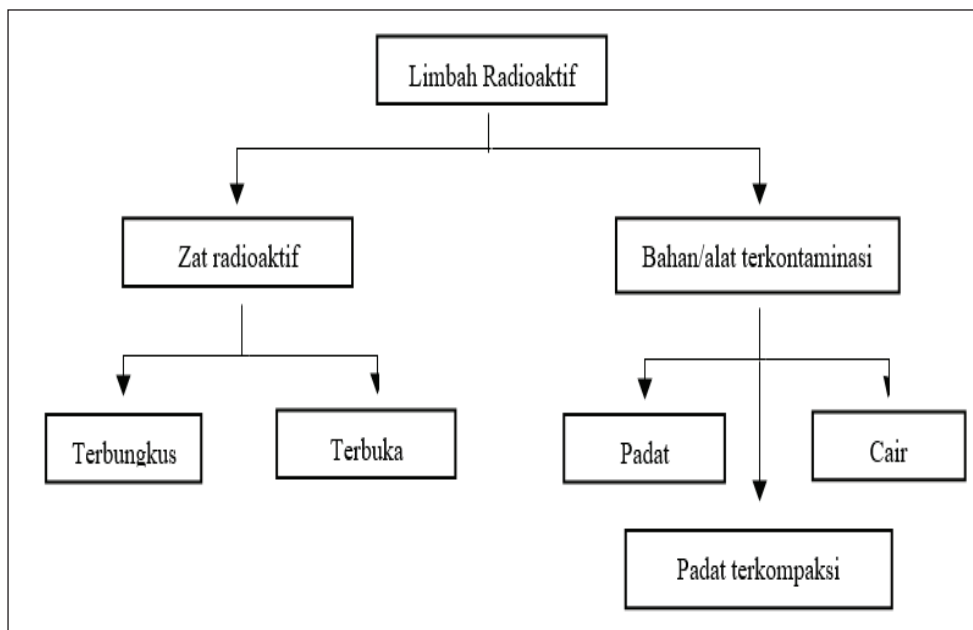 Limbah Radioaktif
Zat radioaktif
Bahan/alat terkontaminasi
Terbungkus
Terbuka
Padat
Cair
Padat terkompaksi